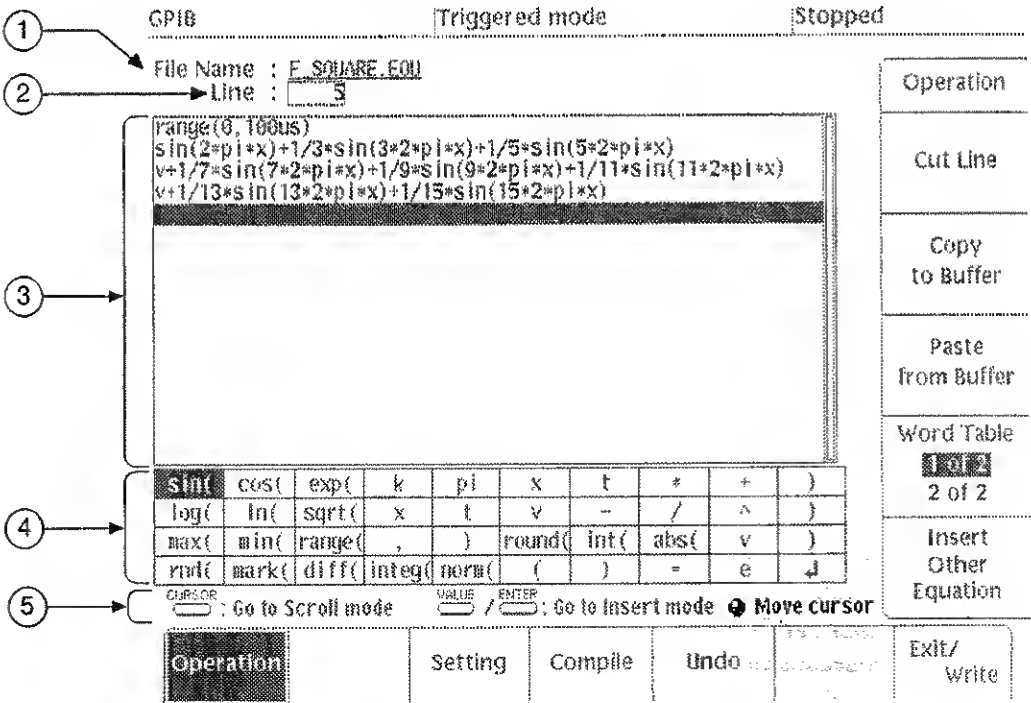 GPIB Triggered mode Stopped
1
File Name : F_SQUARE.EQU
2
Line : 5
3
range(0,100us)
sin(2*pi*x)+1/3*sin(3*2*pi*x)+1/5*sin(5*2*pi*x)
v+1/7*sin(7*2*pi*x)+1/9*sin(9*2*pi*x)+1/11*sin(11*2*pi*x)
v+1/13*sin(13*2*pi*x)+1/15*sin(15*2*pi*x)
4
sin( cos( exp( k pi x t * + )
log( ln( sqrt( x t v - / ^ )
max( min( range( , ) round( int( abs( v )
rnd( mark( diff( integ( norm( ( ) = e ↲
5
CURSOR : Go to Scroll mode VALUE / ENTER : Go to Insert mode Move cursor
Operation
Cut Line
Copy
to Buffer
Paste
from Buffer
Word Table
1 of 2
2 of 2
Insert
Other
Equation
Operation Setting Compile Undo Exit/
Write